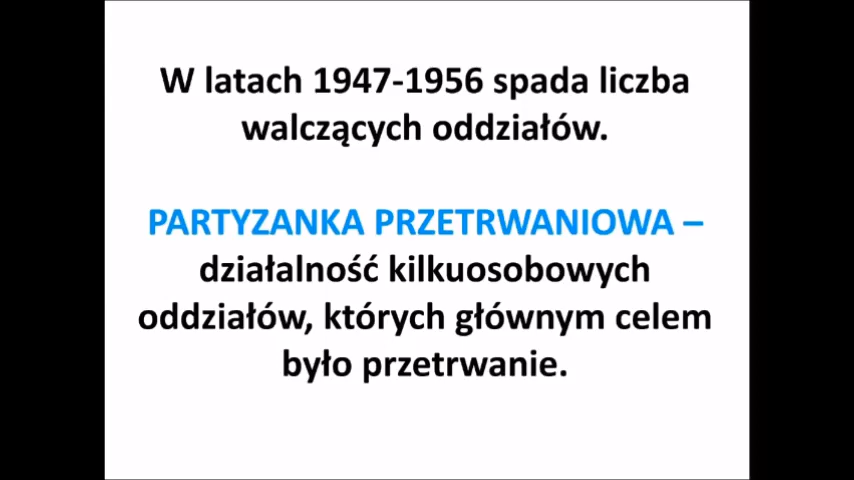 W latach 1947-1956 spada liczba
walczących oddziałów.
PARTYZANKA PRZETRWANIOWA –
działalność kilkuosobowych
oddziałów, których głównym celem
było przetrwanie.